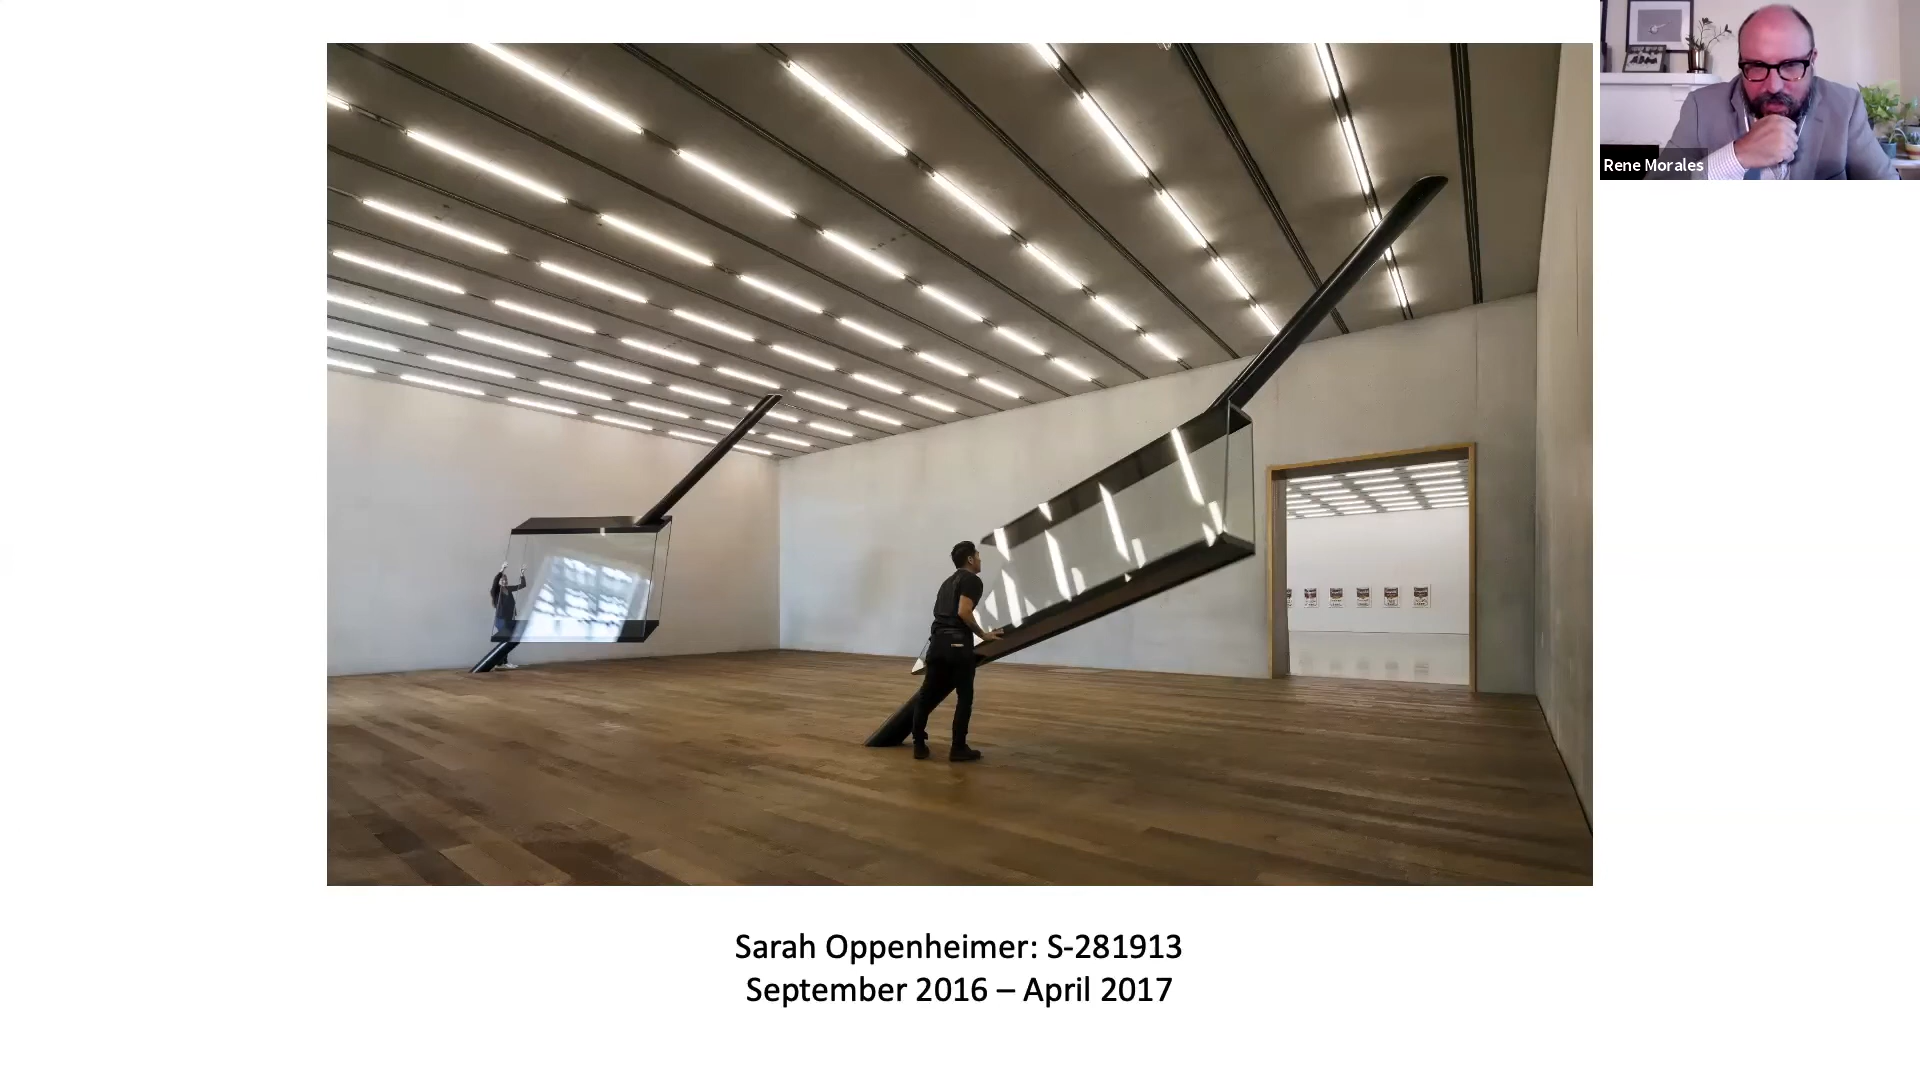 Rene Morales
Sarah Oppenheimer: S-281913
September 2016 – April 2017